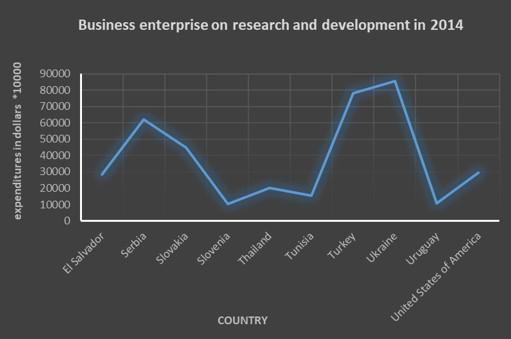 Business enterprise on research and development in 2014
expenditures in dollars *10000
90000
80000
70000
60000
50000
40000
30000
20000
10000
0
El Salvador
Serbia
Slovakia
Slovenia
Thailand
Tunisia
Turkey
Ukraine
Uruguay
United States of America
COUNTRY